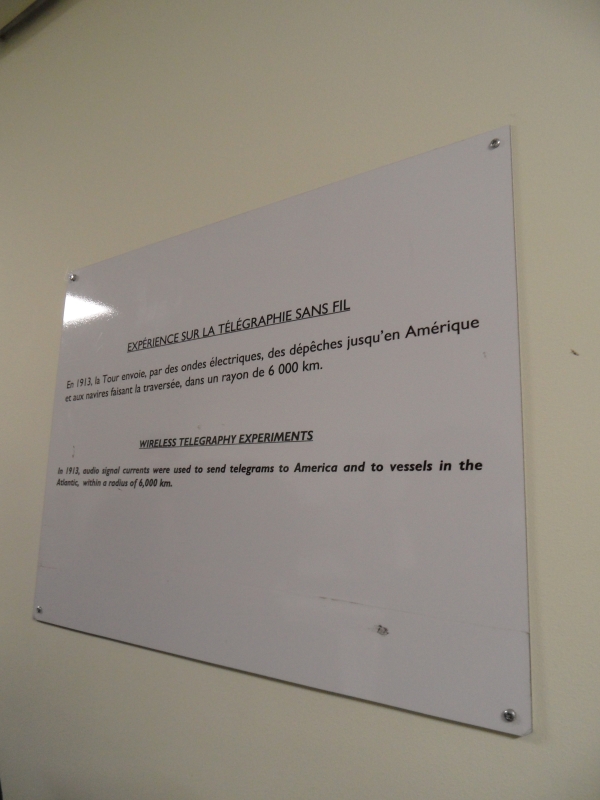 EXPÉRIENCE SUR LA TÉLÉGRAPHIE SANS FIL
En 1913, la Tour envoie, par des ondes électriques, des dépêches jusqu'en Amérique
et aux navires faisant la traversée, dans un rayon de 6 000 km.
WIRELESS TELEGRAPHY EXPERIMENTS
In 1913, audio signal currents were used to send telegrams to America and to vessels in the
Atlantic, within a radius of 6,000 km.